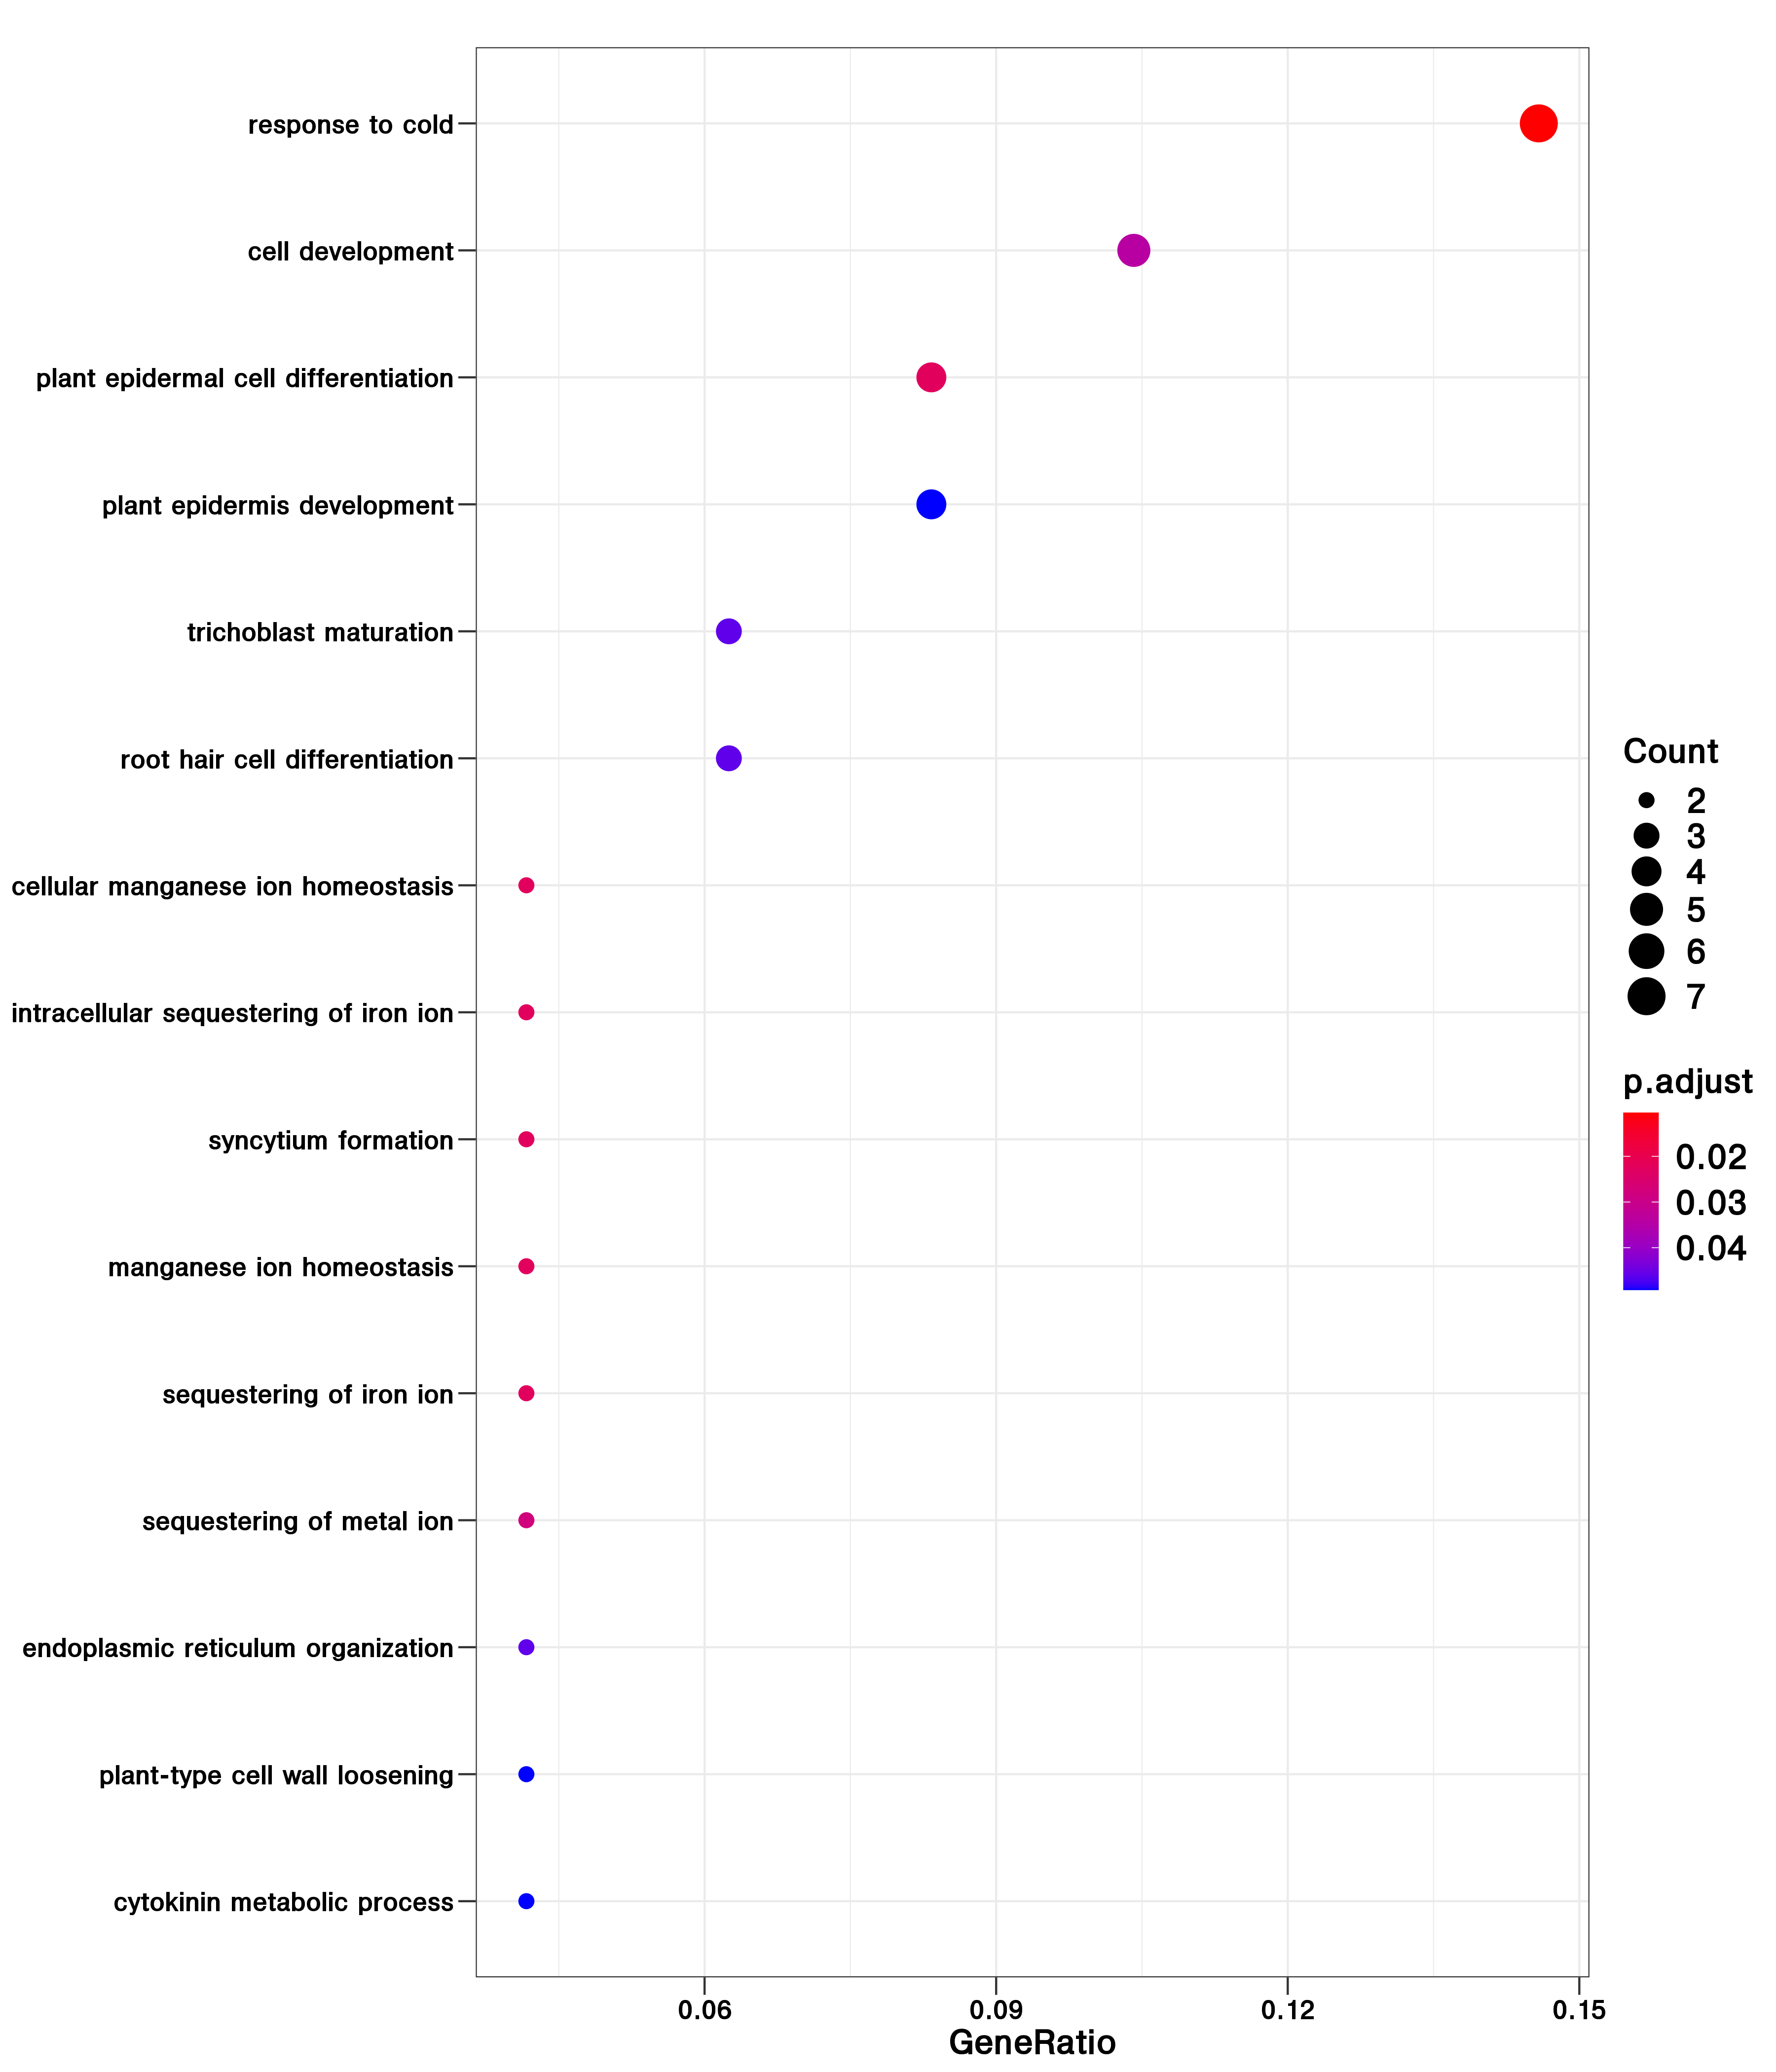 response to cold
cell development
plant epidermal cell differentiation
plant epidermis development
trichoblast maturation
root hair cell differentiation
cellular manganese ion homeostasis
intracellular sequestering of iron ion
syncytium formation
manganese ion homeostasis
sequestering of iron ion
sequestering of metal ion
endoplasmic reticulum organization
plant-type cell wall loosening
cytokinin metabolic process
0.06 0.09 0.12 0.15
GeneRatio
Count
2
3
4
5
6
7
p.adjust
0.02
0.03
0.04